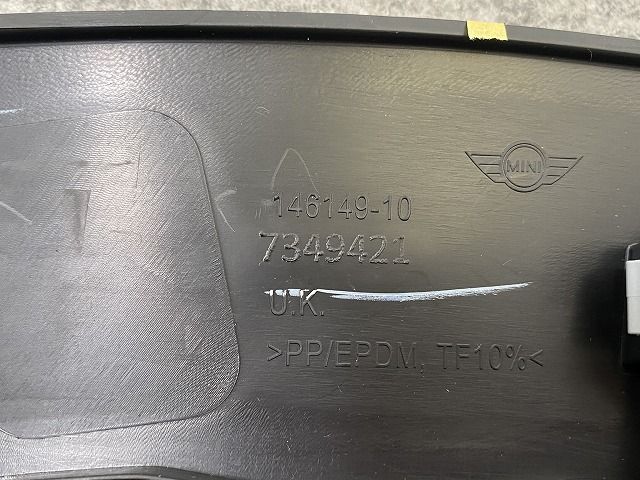 MINI
146149-10
7349421
U.K.
>PP/EPDM, TF10%<